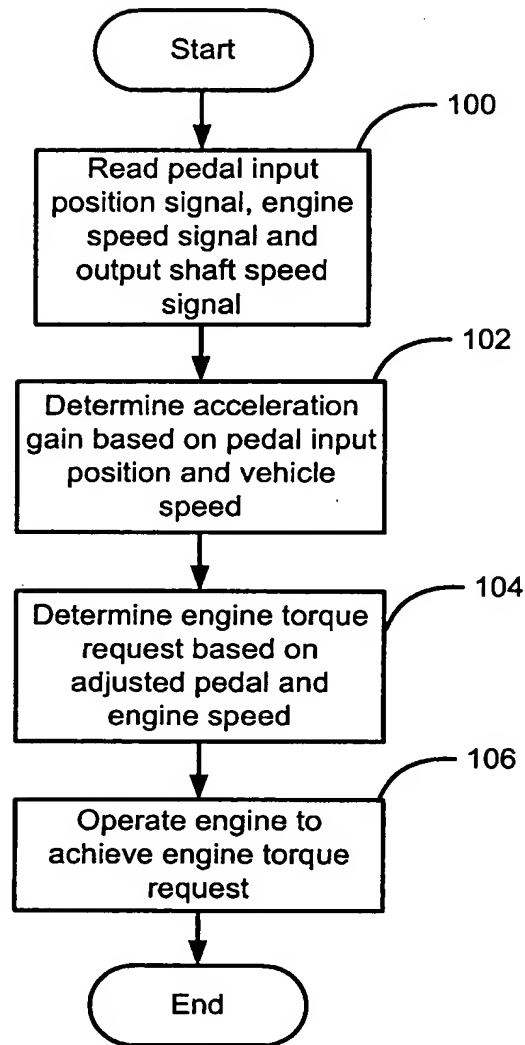 Start
100
Read pedal input
position signal, engine
speed signal and
output shaft speed
signal
102
Determine acceleration
gain based on pedal input
position and vehicle
speed
104
Determine engine torque
request based on
adjusted pedal and
engine speed
106
Operate engine to
achieve engine torque
request
End